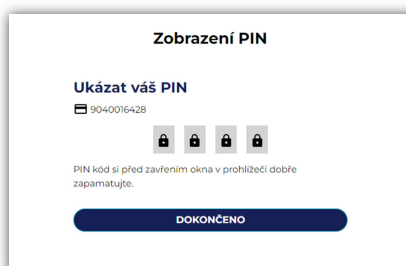 Zobrazení PIN
Ukázat váš PIN
9040016428
PIN kód si před zavřením okna v prohlížeči dobře
zapamatujte.
DOKONČENO